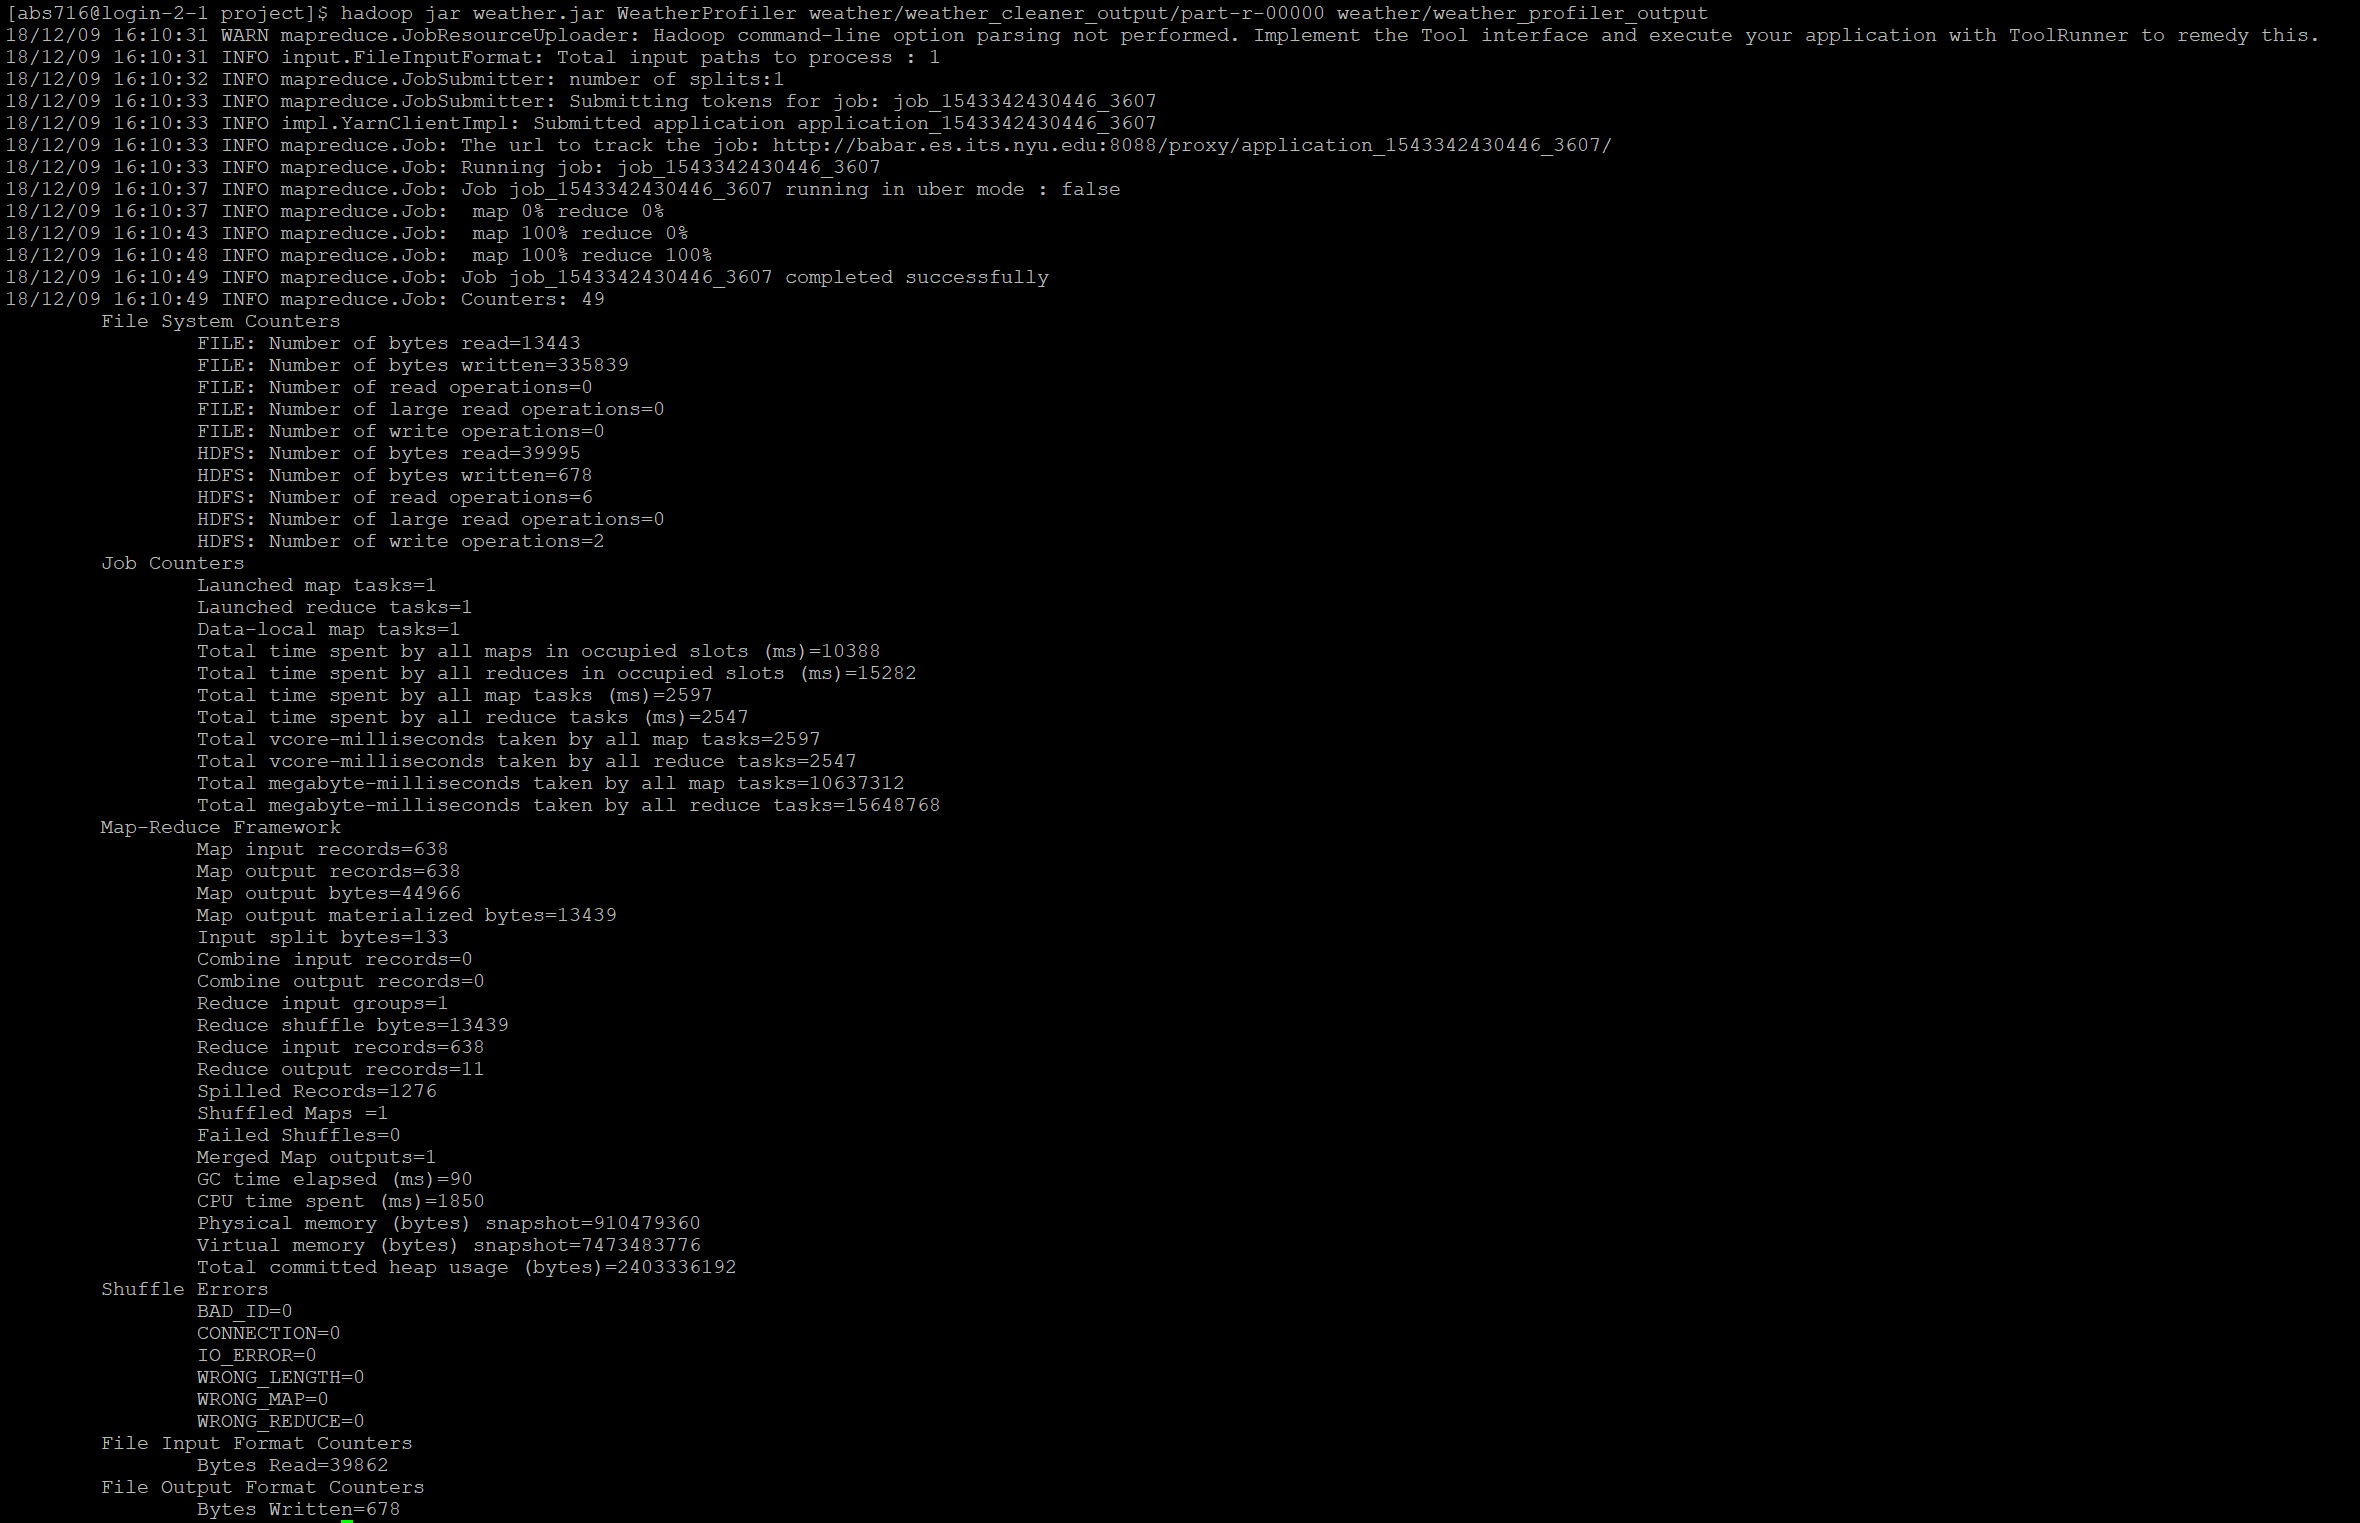 [abs716@login-2-1 project]$ hadoop jar weather.jar WeatherProfiler weather/weather_cleaner_output/part-r-00000 weather/weather_profiler_output
18/12/09 16:10:31 WARN mapreduce.JobResourceUploader: Hadoop command-line option parsing not performed. Implement the Tool interface and execute your application with ToolRunner to remedy this.
18/12/09 16:10:31 INFO input.FileInputFormat: Total input paths to process : 1
18/12/09 16:10:32 INFO mapreduce.JobSubmitter: number of splits:1
18/12/09 16:10:33 INFO mapreduce.JobSubmitter: Submitting tokens for job: job_1543342430446_3607
18/12/09 16:10:33 INFO impl.YarnClientImpl: Submitted application application_1543342430446_3607
18/12/09 16:10:33 INFO mapreduce.Job: The url to track the job: http://babar.es.its.nyu.edu:8088/proxy/application_1543342430446_3607/
18/12/09 16:10:33 INFO mapreduce.Job: Running job: job_1543342430446_3607
18/12/09 16:10:37 INFO mapreduce.Job: Job job_1543342430446_3607 running in uber mode : false
18/12/09 16:10:37 INFO mapreduce.Job:  map 0% reduce 0%
18/12/09 16:10:43 INFO mapreduce.Job:  map 100% reduce 0%
18/12/09 16:10:48 INFO mapreduce.Job:  map 100% reduce 100%
18/12/09 16:10:49 INFO mapreduce.Job: Job job_1543342430446_3607 completed successfully
18/12/09 16:10:49 INFO mapreduce.Job: Counters: 49
File System Counters
FILE: Number of bytes read=13443
FILE: Number of bytes written=335839
FILE: Number of read operations=0
FILE: Number of large read operations=0
FILE: Number of write operations=0
HDFS: Number of bytes read=39995
HDFS: Number of bytes written=678
HDFS: Number of read operations=6
HDFS: Number of large read operations=0
HDFS: Number of write operations=2
Job Counters
Launched map tasks=1
Launched reduce tasks=1
Data-local map tasks=1
Total time spent by all maps in occupied slots (ms)=10388
Total time spent by all reduces in occupied slots (ms)=15282
Total time spent by all map tasks (ms)=2597
Total time spent by all reduce tasks (ms)=2547
Total vcore-milliseconds taken by all map tasks=2597
Total vcore-milliseconds taken by all reduce tasks=2547
Total megabyte-milliseconds taken by all map tasks=10637312
Total megabyte-milliseconds taken by all reduce tasks=15648768
Map-Reduce Framework
Map input records=638
Map output records=638
Map output bytes=44966
Map output materialized bytes=13439
Input split bytes=133
Combine input records=0
Combine output records=0
Reduce input groups=1
Reduce shuffle bytes=13439
Reduce input records=638
Reduce output records=11
Spilled Records=1276
Shuffled Maps =1
Failed Shuffles=0
Merged Map outputs=1
GC time elapsed (ms)=90
CPU time spent (ms)=1850
Physical memory (bytes) snapshot=910479360
Virtual memory (bytes) snapshot=7473483776
Total committed heap usage (bytes)=2403336192
Shuffle Errors
BAD_ID=0
CONNECTION=0
IO_ERROR=0
WRONG_LENGTH=0
WRONG_MAP=0
WRONG_REDUCE=0
File Input Format Counters
Bytes Read=39862
File Output Format Counters
Bytes Written=678